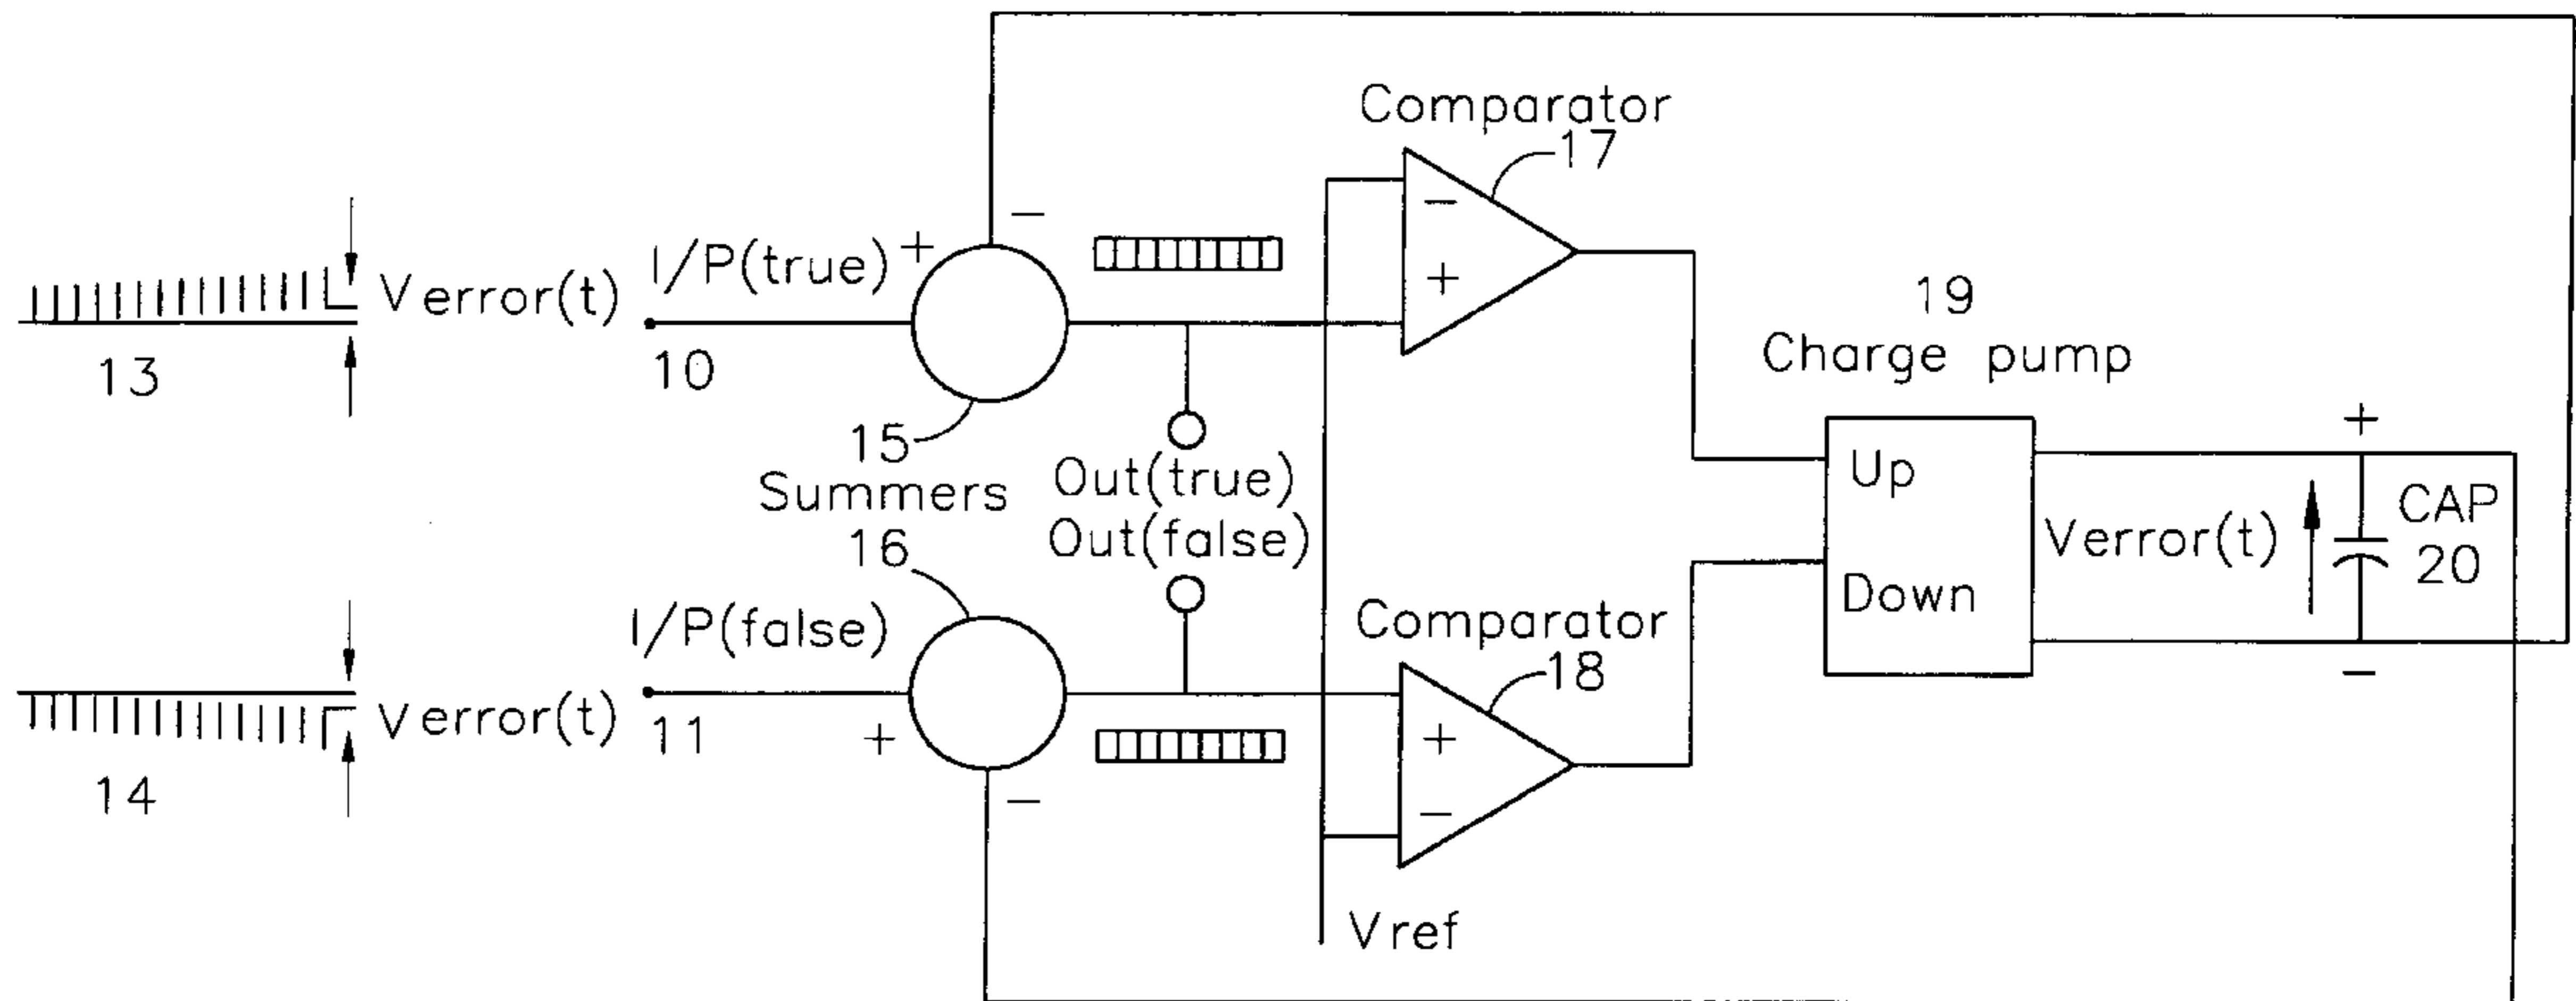 Comparator
17
I/P(true)
+
−
−
+
Verror(t)
13
10
19
Charge pump
15
Summers
16
Out(true)
Out(false)
Up
Down
Verror(t)
+
CAP
20
−
I/P(false)
Comparator
18
Verror(t)
14
11
+
−
+
−
Vref